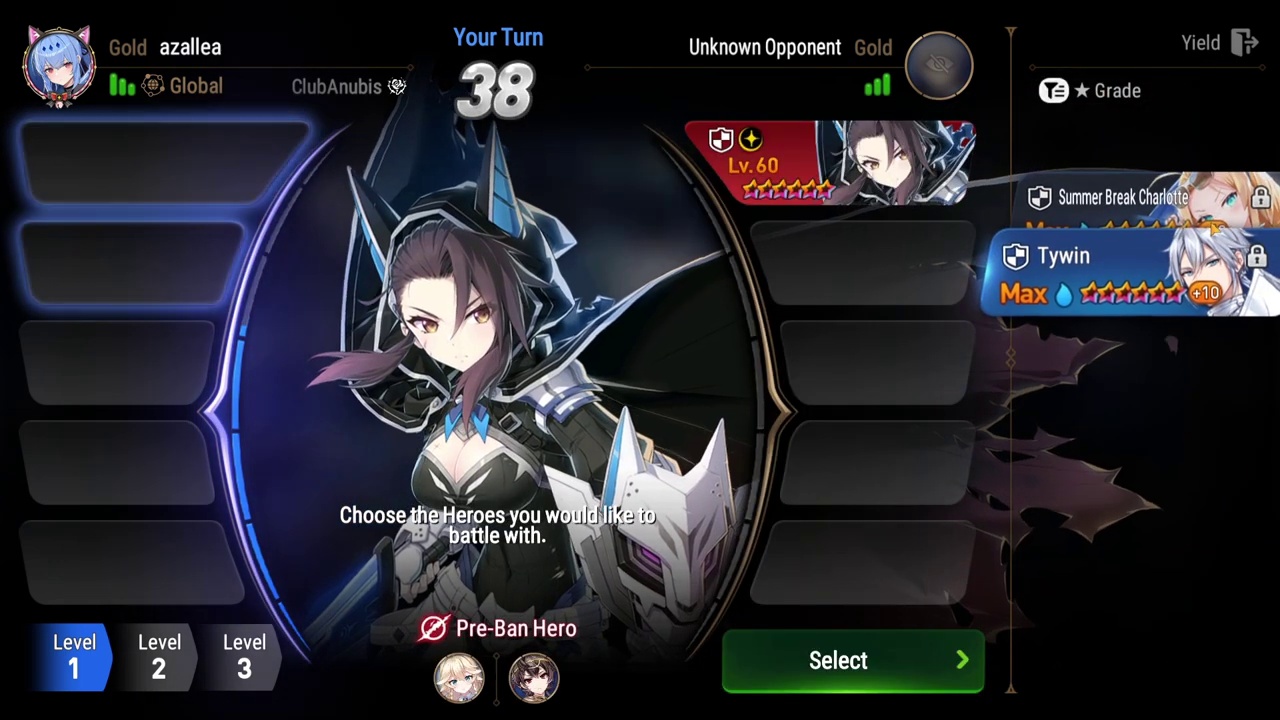 Gold azallea
Global
ClubAnubis
Your Turn
38
Unknown Opponent Gold
Yield
Grade
Lv.60
Summer Break Charlotte
Tywin
Max
+10
Choose the Heroes you would like to
battle with.
Pre-Ban Hero
Level
1
Level
2
Level
3
Select